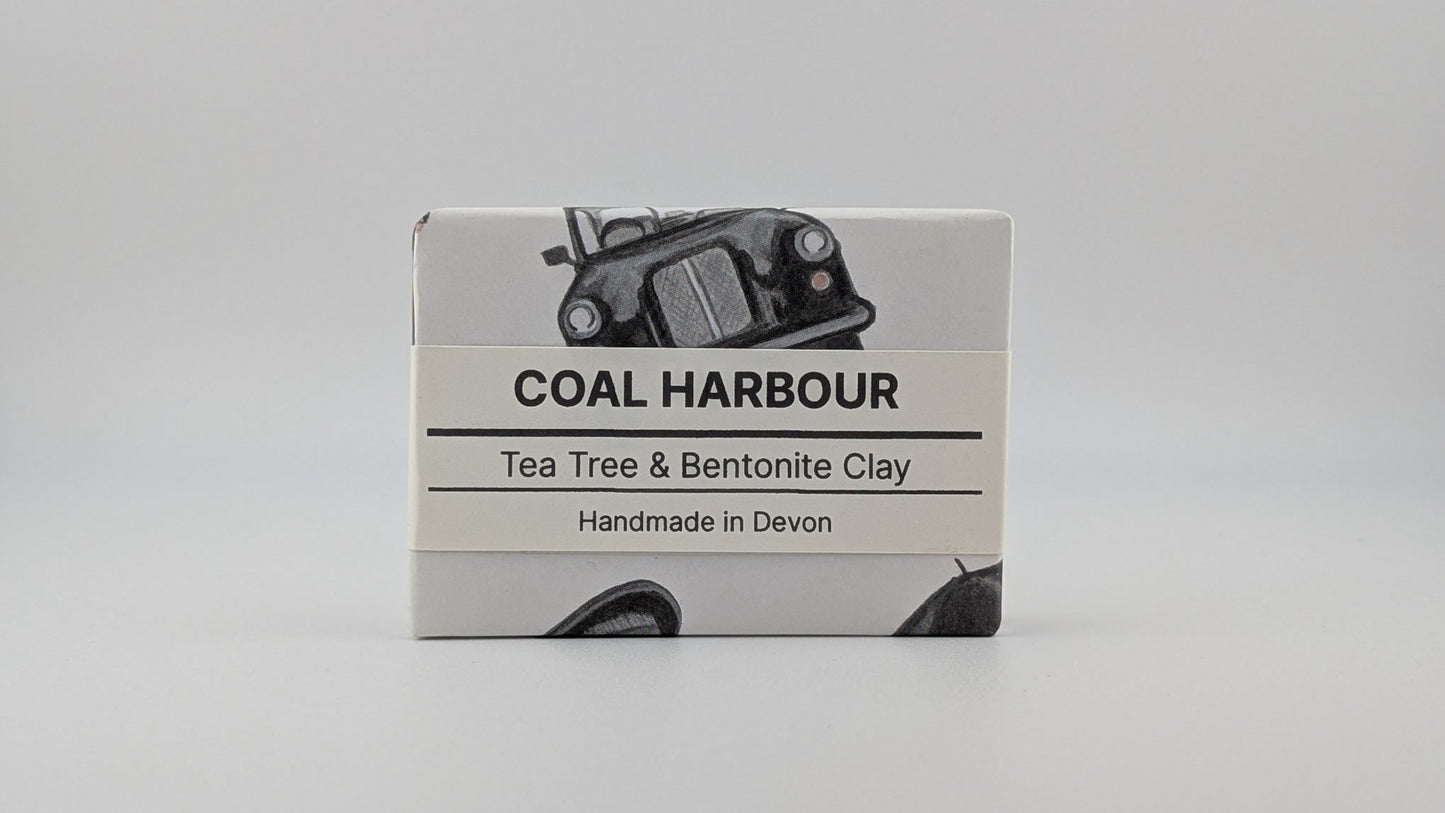 COAL HARBOUR
Tea Tree & Bentonite Clay
Handmade in Devon